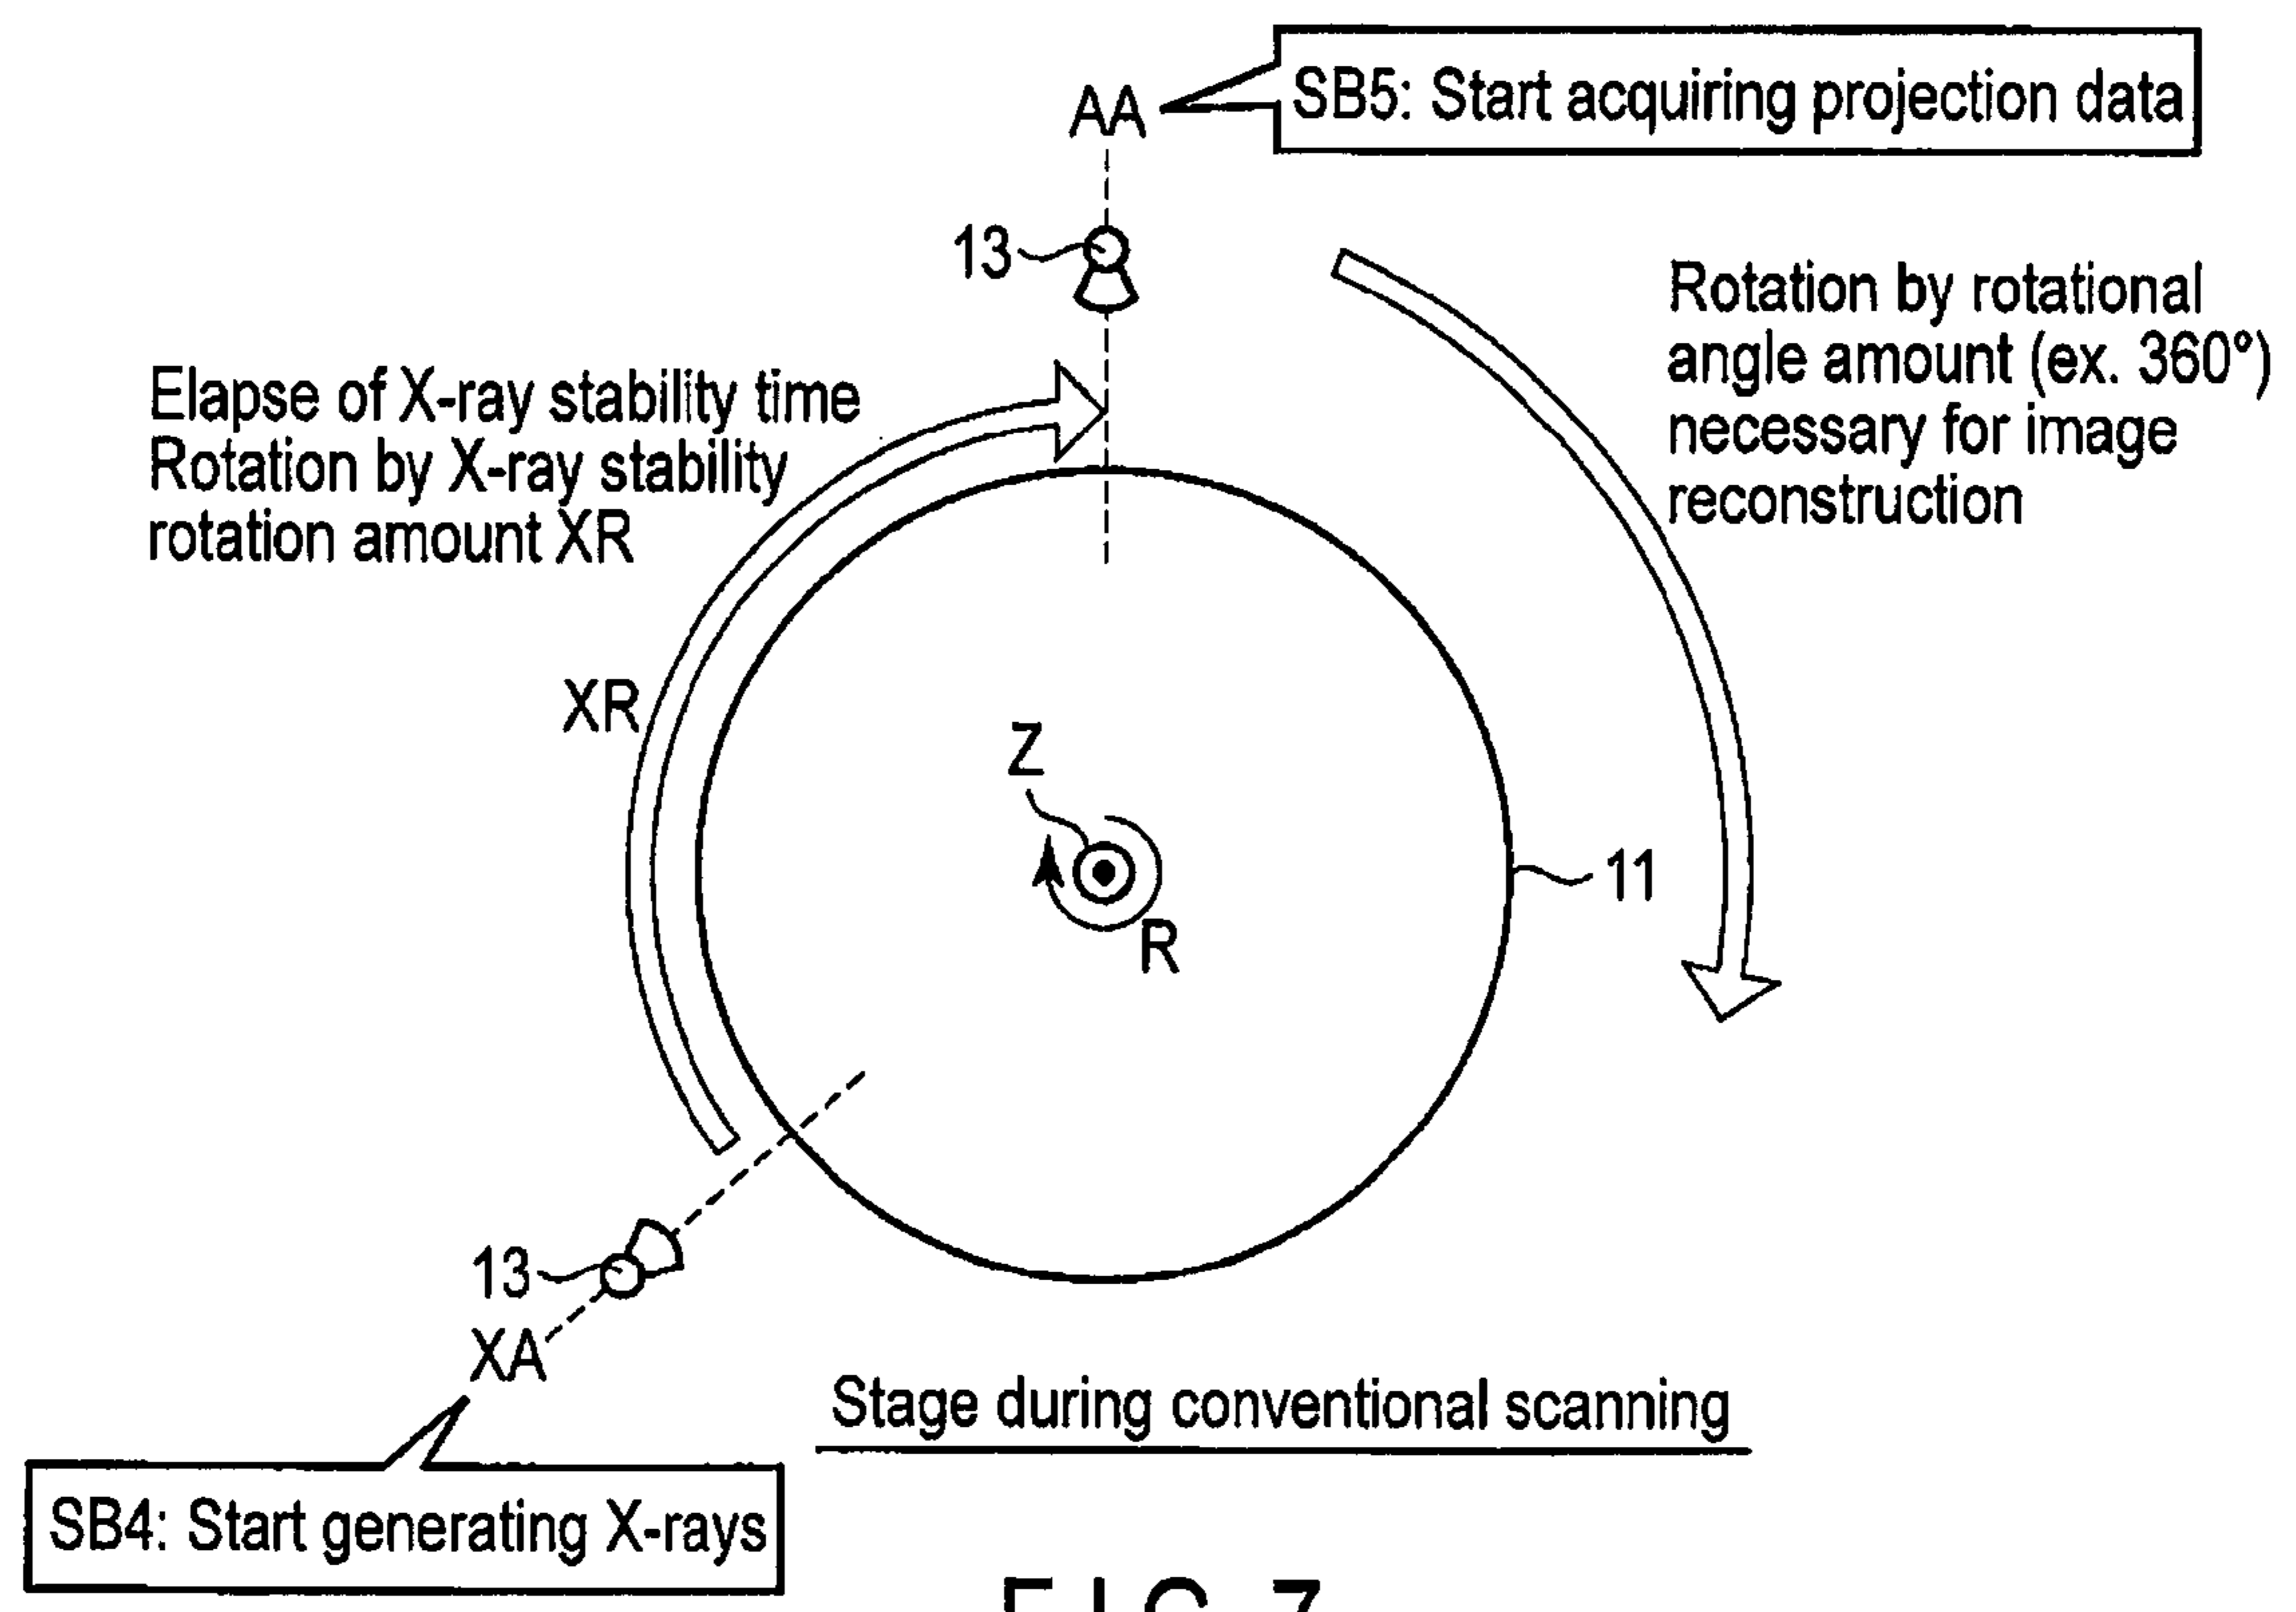 AA
SB5: Start acquiring projection data
13
Rotation by rotational
angle amount (ex. 360°)
necessary for image
reconstruction
Elapse of X-ray stability time
Rotation by X-ray stability
rotation amount XR
XR
Z
R
11
13
XA
Stage during conventional scanning
SB4: Start generating X-rays
FIG. 7